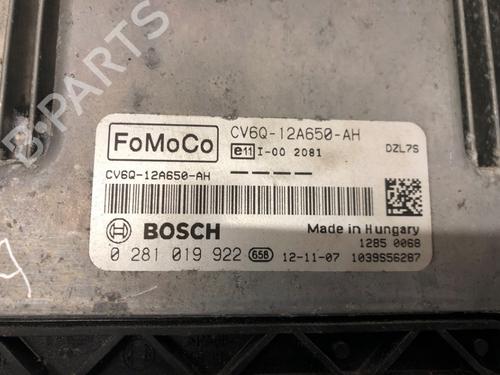 FoMoCo
CV6Q-12A650-AH
e11 I-00 2081
DZL7S
CV6Q-12A650-AH
BOSCH
Made in Hungary
1285 0068
0 281 019 922 658 12-11-07 1039S56287
B-PARTS